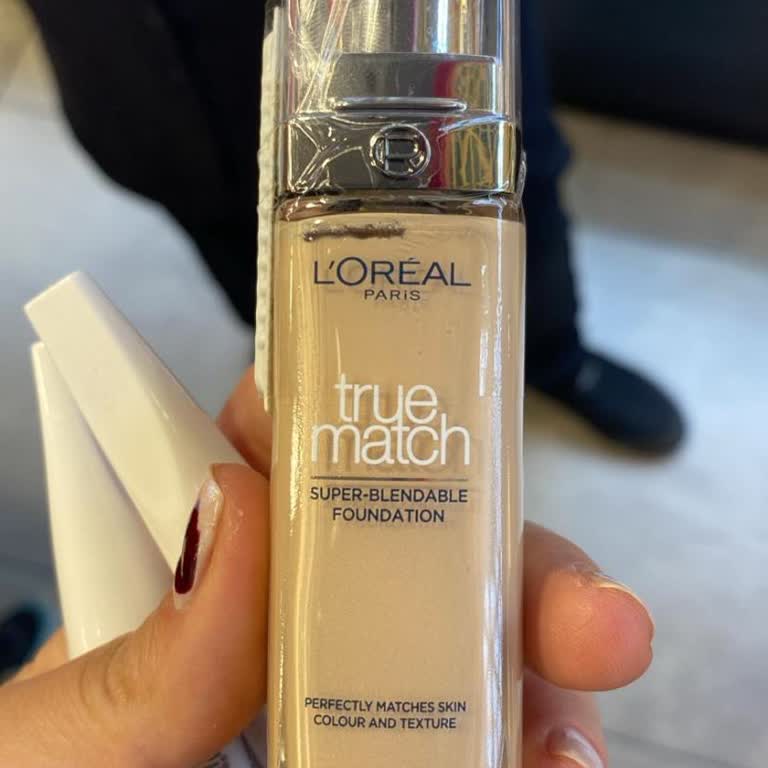 L'ORÉAL
PARIS
true
match
SUPER-BLENDABLE
FOUNDATION
PERFECTLY MATCHES SKIN
COLOUR AND TEXTURE